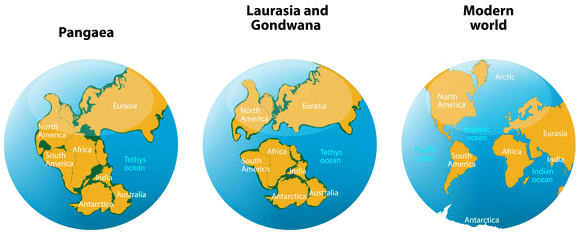 Pangaea
Eurasia
North
America
South
America
Africa
Tethys
ocean
India
Australia
Antarctica
Laurasia and
Gondwana
North
America
Eurasia
Africa
South
America
Tethys
ocean
India
Australia
Antarctica
Modern
world
Arctic
North
America
Atlantic
ocean
Eurasia
Pacific
ocean
South
America
Africa
India
Indian
ocean
Antarctica